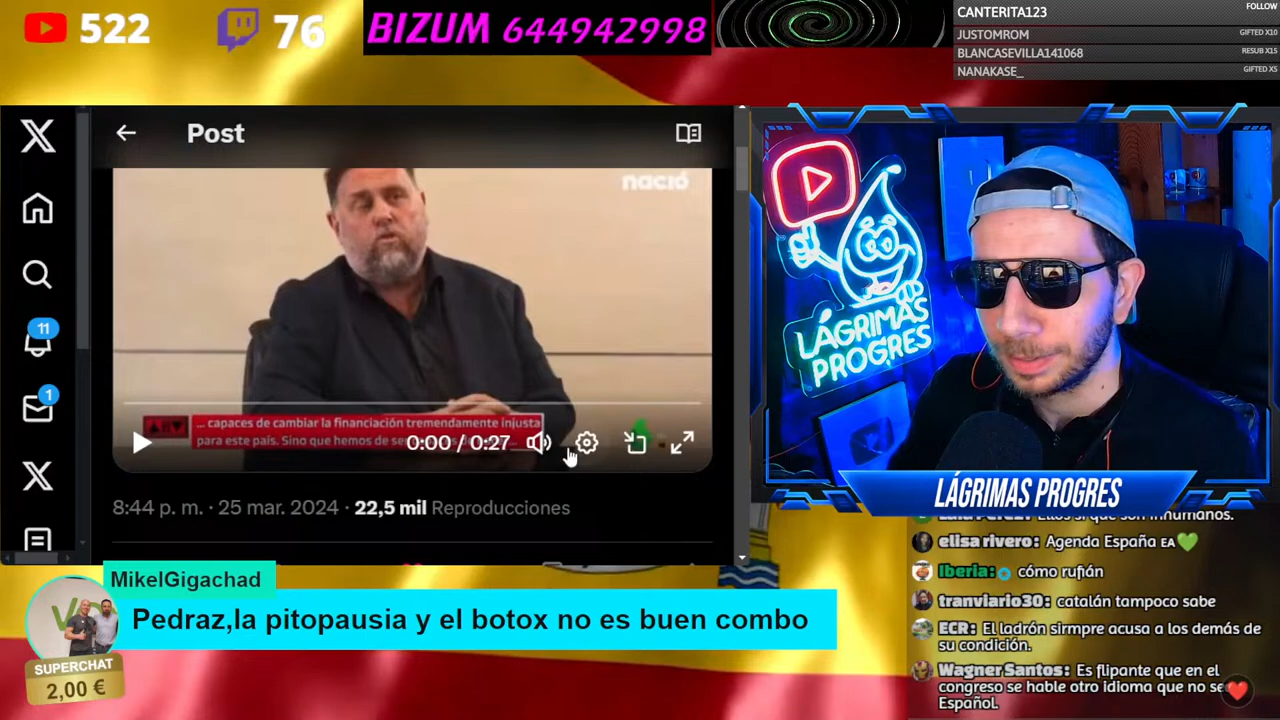 522
76
BIZUM 644942998
CANTERITA123
FOLLOW
JUSTOMROM
GIFTED X10
BLANCASEVILLA141068
RESUB X15
NANAKASE_
GIFTED X5
Post
nació
... capaces de cambiar la financiación tremendamente injusta
para este país. Sino que hemos de
0:00 / 0:27
11
1
8:44 p. m. · 25 mar. 2024 · 22,5 mil Reproducciones
LÁGRIMAS
PROGRES
LÁGRIMAS PROGRES
Ellos si que son inhumanos.
elisa rivero: Agenda España EA💚
Iberia: cómo rufián
tranviario30: catalán tampoco sabe
ECR: El ladrón sirmpre acusa a los demás de
su condición.
Wagner Santos: Es flipante que en el
congreso se hable otro idioma que no se
Español.
MikelGigachad
Pedraz,la pitopausia y el botox no es buen combo
SUPERCHAT
2,00 €